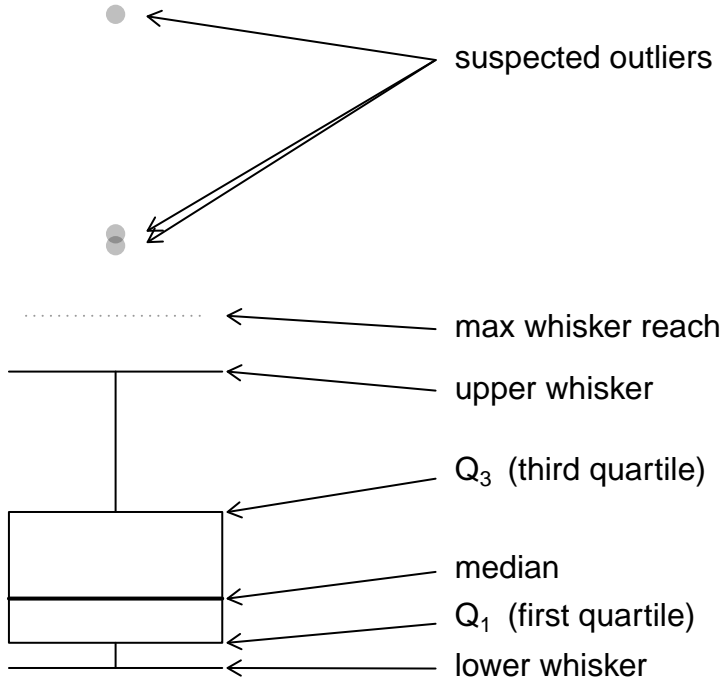 suspected outliers
max whisker reach
upper whisker
Q₃ (third quartile)
median
Q₁ (first quartile)
lower whisker